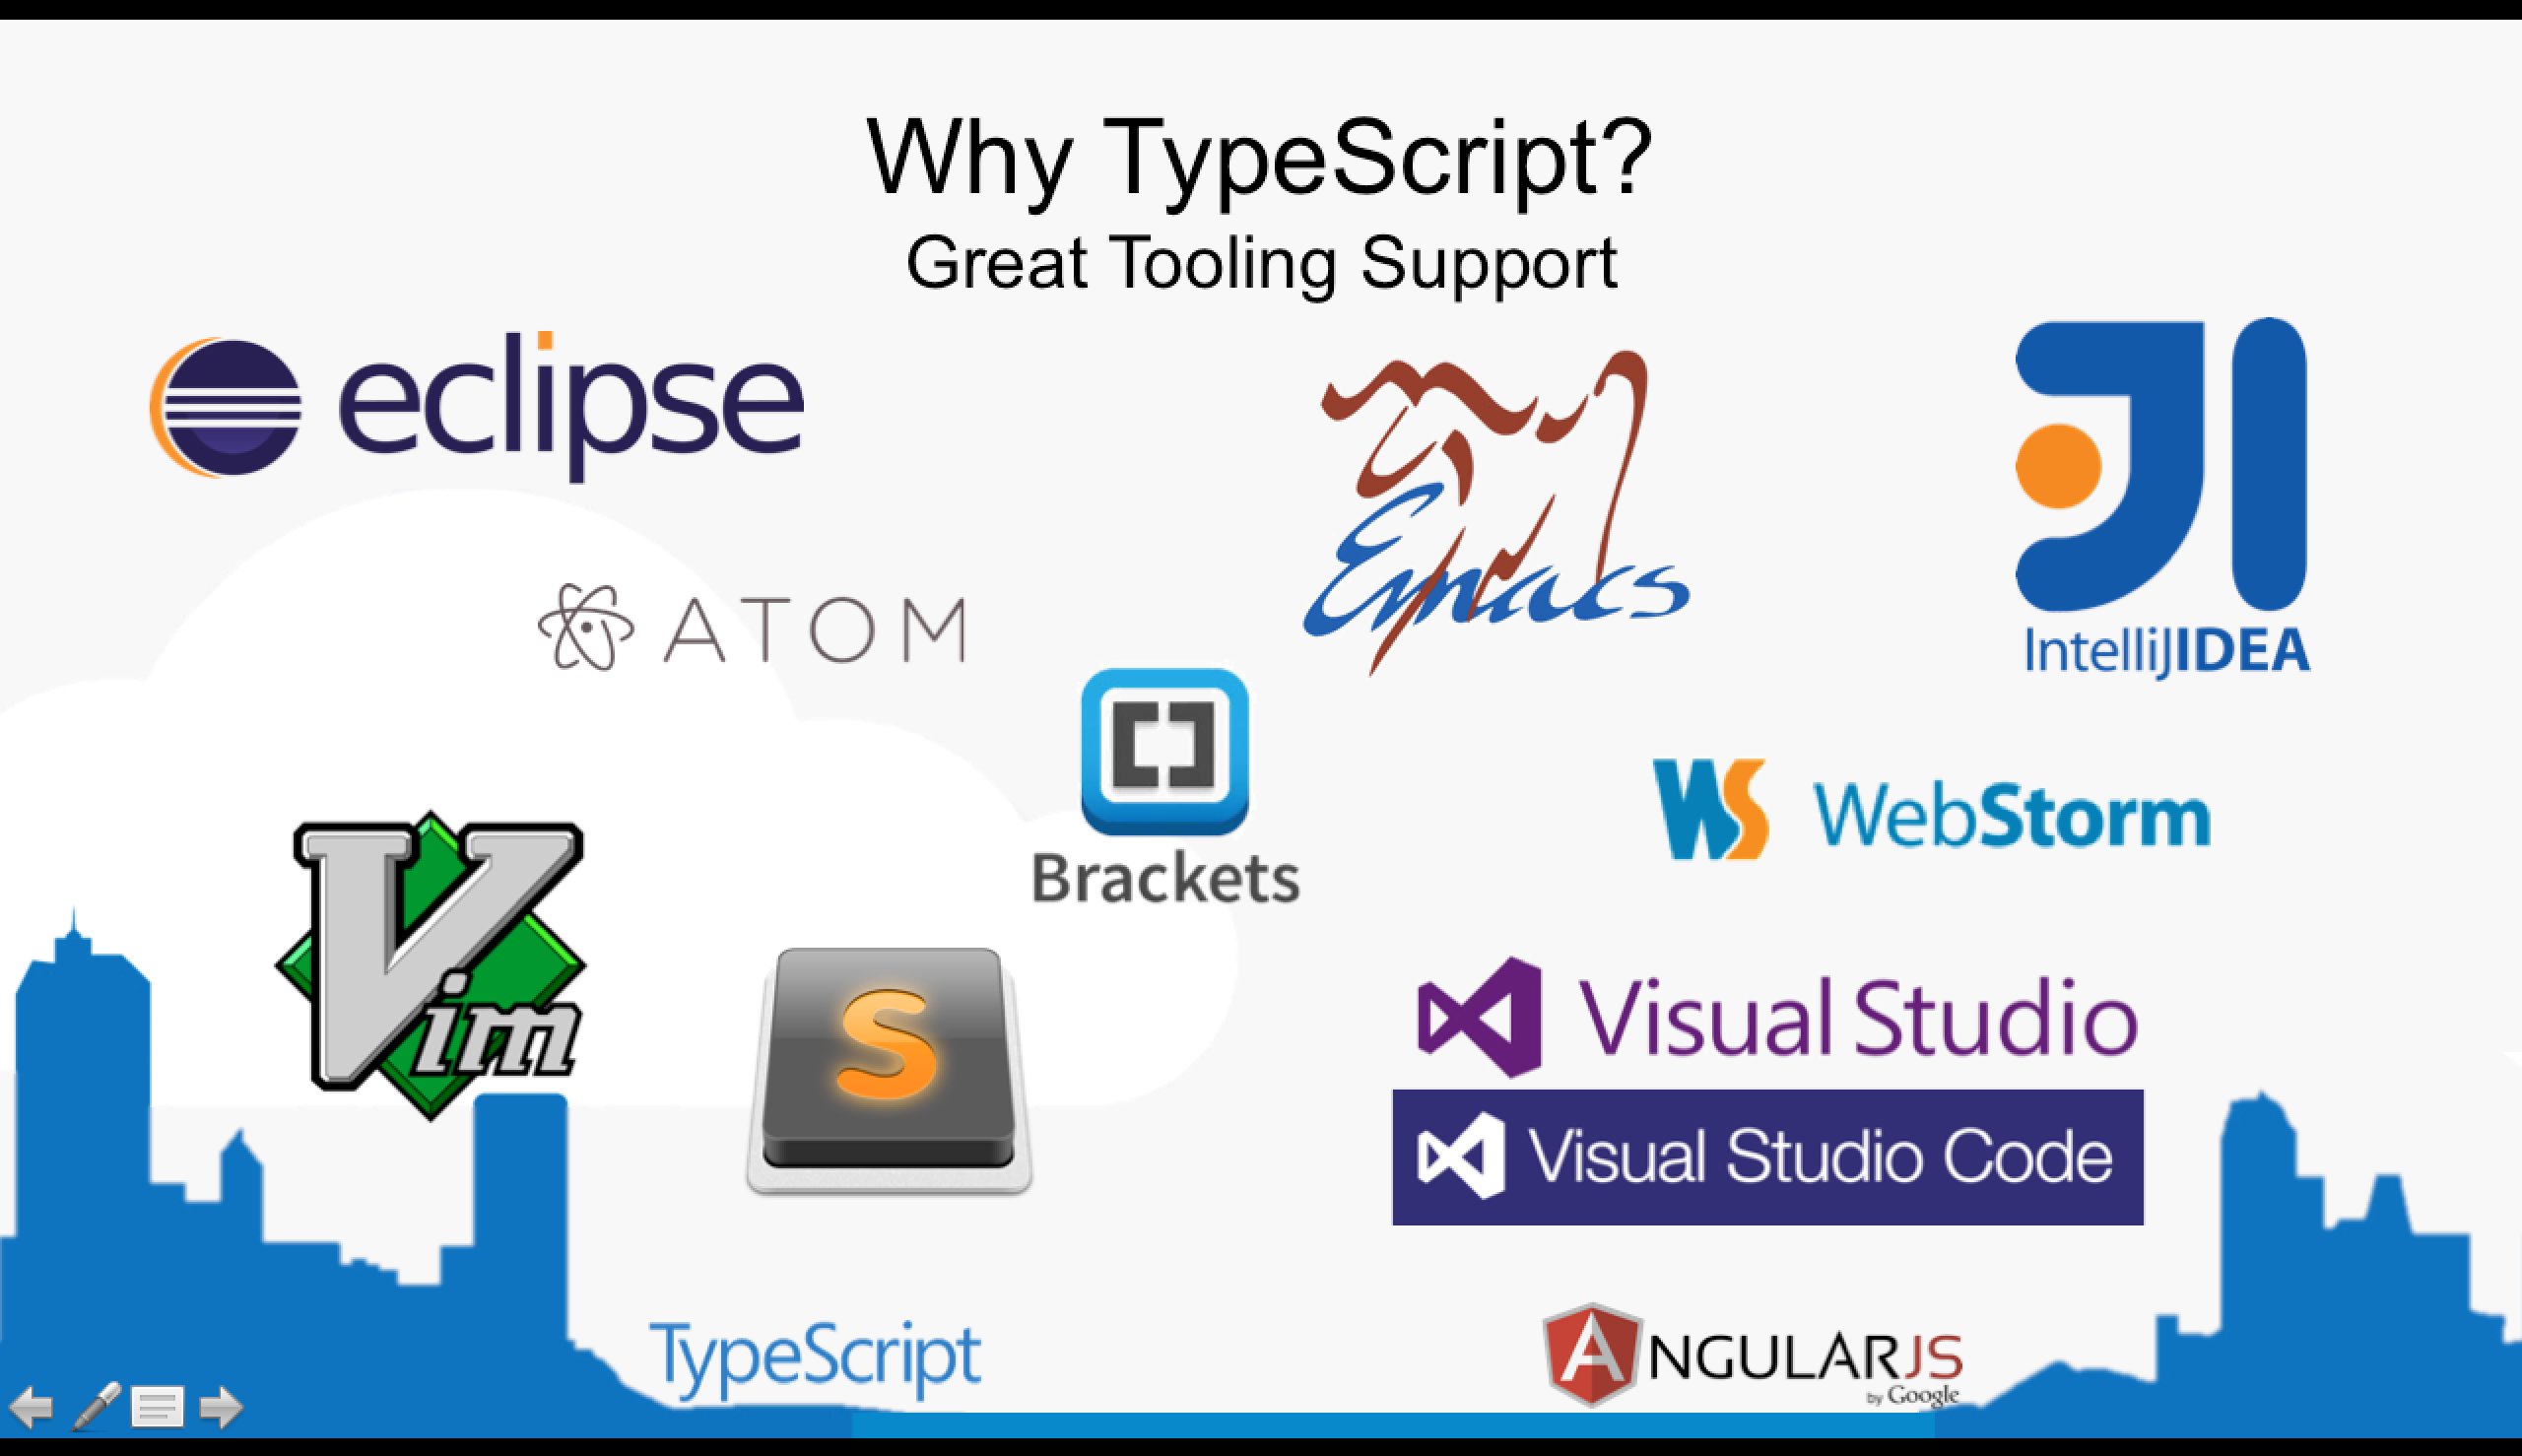 Why TypeScript?
Great Tooling Support
eclipse
Emacs
IntelliJIDEA
ATOM
Brackets
WebStorm
Vim
S
Visual Studio
Visual Studio Code
TypeScript
ANGULARJS
by Google